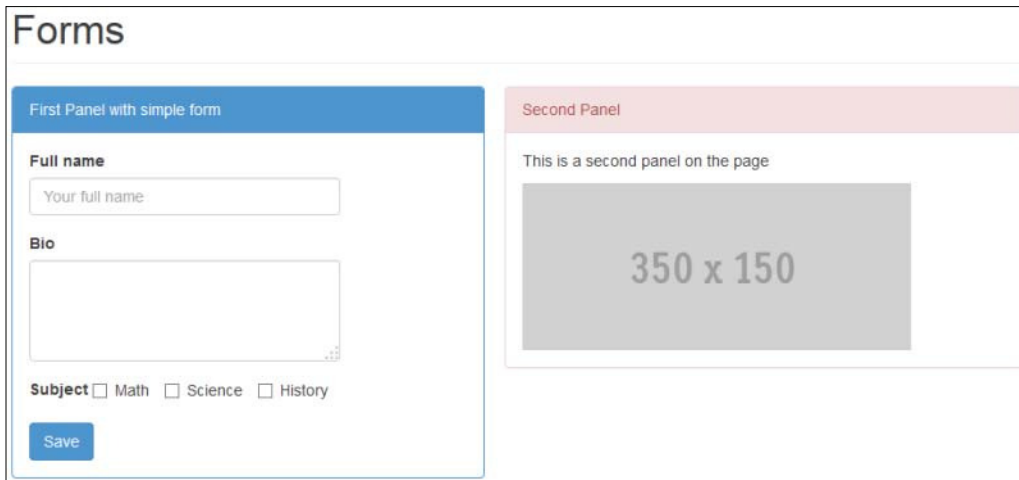 Forms
First Panel with simple form
Full name
Your full name
Bio
Subject Math Science History
Save
Second Panel
This is a second panel on the page
350 x 150